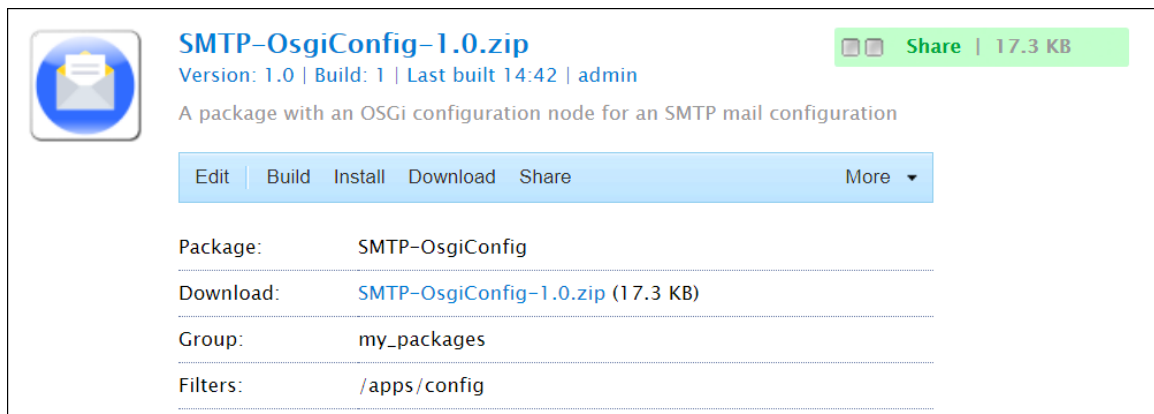 SMTP-OsgiConfig-1.0.zip
Share | 17.3 KB
Version: 1.0 | Build: 1 | Last built 14:42 | admin
A package with an OSGi configuration node for an SMTP mail configuration
Edit Build Install Download Share More
Package: SMTP-OsgiConfig
Download: SMTP-OsgiConfig-1.0.zip (17.3 KB)
Group: my_packages
Filters: /apps/config